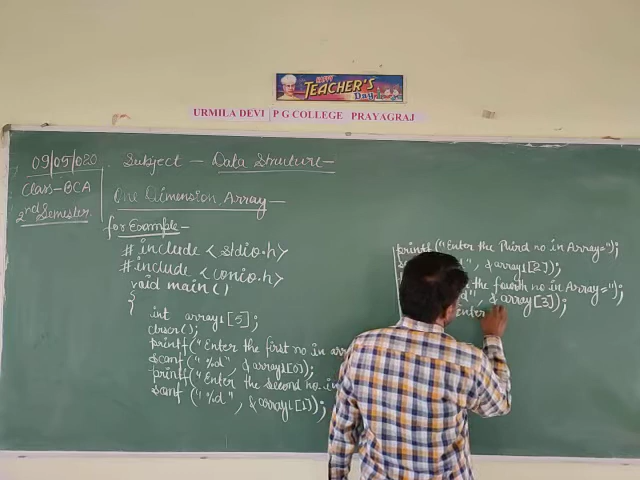 HAPPY
TEACHER'S
Day
URMILA DEVI P G COLLEGE PRAYAGRAJ
09/09/020
Class-BCA
2nd Semester.
Subject - Data Struture -
One Dimension Array -
for Example -
# include <stdio.h>
# include <conio.h>
void main ( )
{
int array1 [5];
clrscr();
printf ("Enter the first no in arr
scanf ("%d", &array1[0]);
printf ("Enter the second no. in
scanf ("%d", &array1[1]);
printf ("Enter the Third no in Array=");
", &array1[2]);
the fourth no in Array=");
d", &array[3]);
Enter